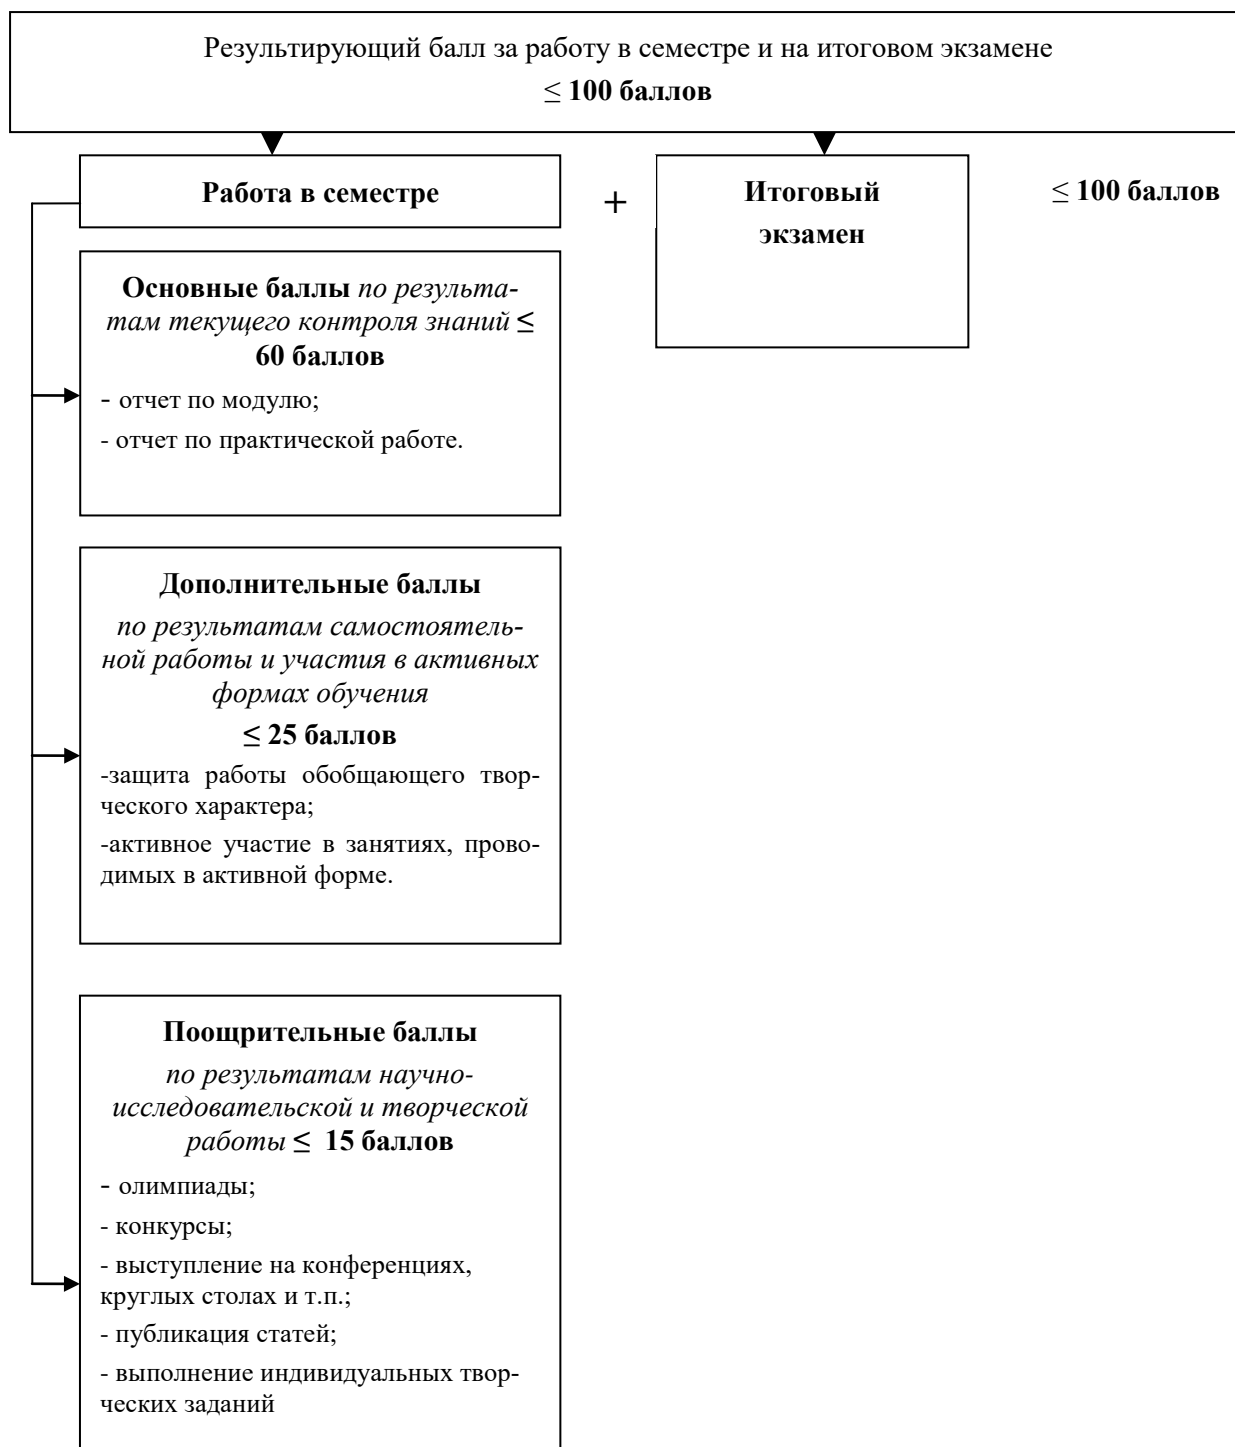 Результирующий балл за работу в семестре и на итоговом экзамене
≤ 100 баллов
Работа в семестре
+
Итоговый
экзамен
≤ 100 баллов
Основные баллы по результа-
там текущего контроля знаний ≤
60 баллов
- отчет по модулю;
- отчет по практической работе.
Дополнительные баллы
по результатам самостоятель-
ной работы и участия в активных
формах обучения
≤ 25 баллов
-защита работы обобщающего твор-
ческого характера;
-активное участие в занятиях, прово-
димых в активной форме.
Поощрительные баллы
по результатам научно-
исследовательской и творческой
работы ≤ 15 баллов
- олимпиады;
- конкурсы;
- выступление на конференциях,
круглых столах и т.п.;
- публикация статей;
- выполнение индивидуальных твор-
ческих заданий